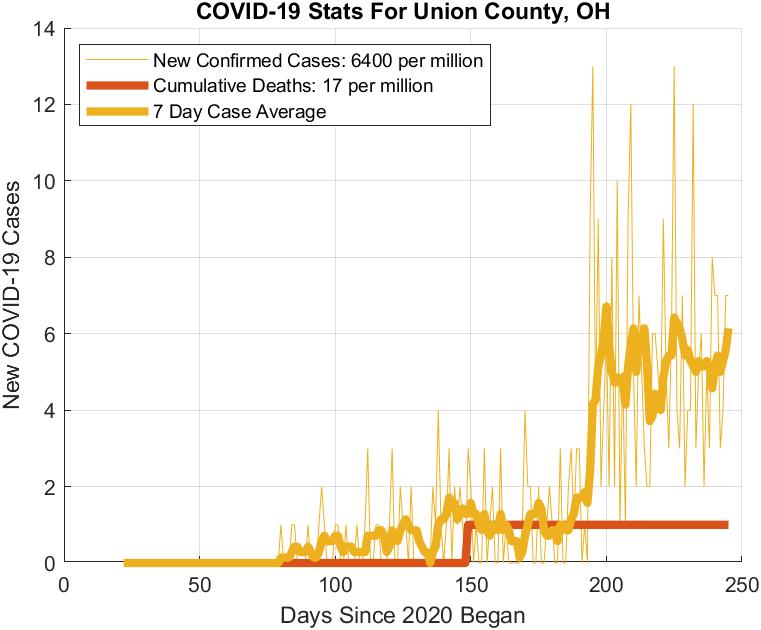 COVID-19 Stats For Union County, OH
14
New Confirmed Cases: 6400 per million
Cumulative Deaths: 17 per million
7 Day Case Average
12
10
8
6
4
2
0
New COVID-19 Cases
0 50 100 150 200 250
Days Since 2020 Began